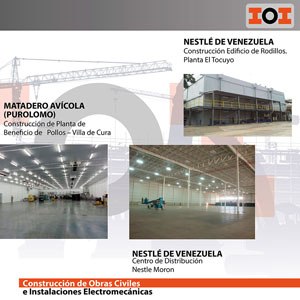 IOI
NESTLÉ DE VENEZUELA
Construcción Edificio de Rodillos.
Planta El Tocuyo
MATADERO AVÍCOLA
(PUROLOMO)
Construcción de Planta de
Beneficio de Pollos – Villa de Cura
NESTLÉ DE VENEZUELA
Centro de Distribución
Nestle Moron
Construcción de Obras Civiles
e Instalaciones Electromecánicas